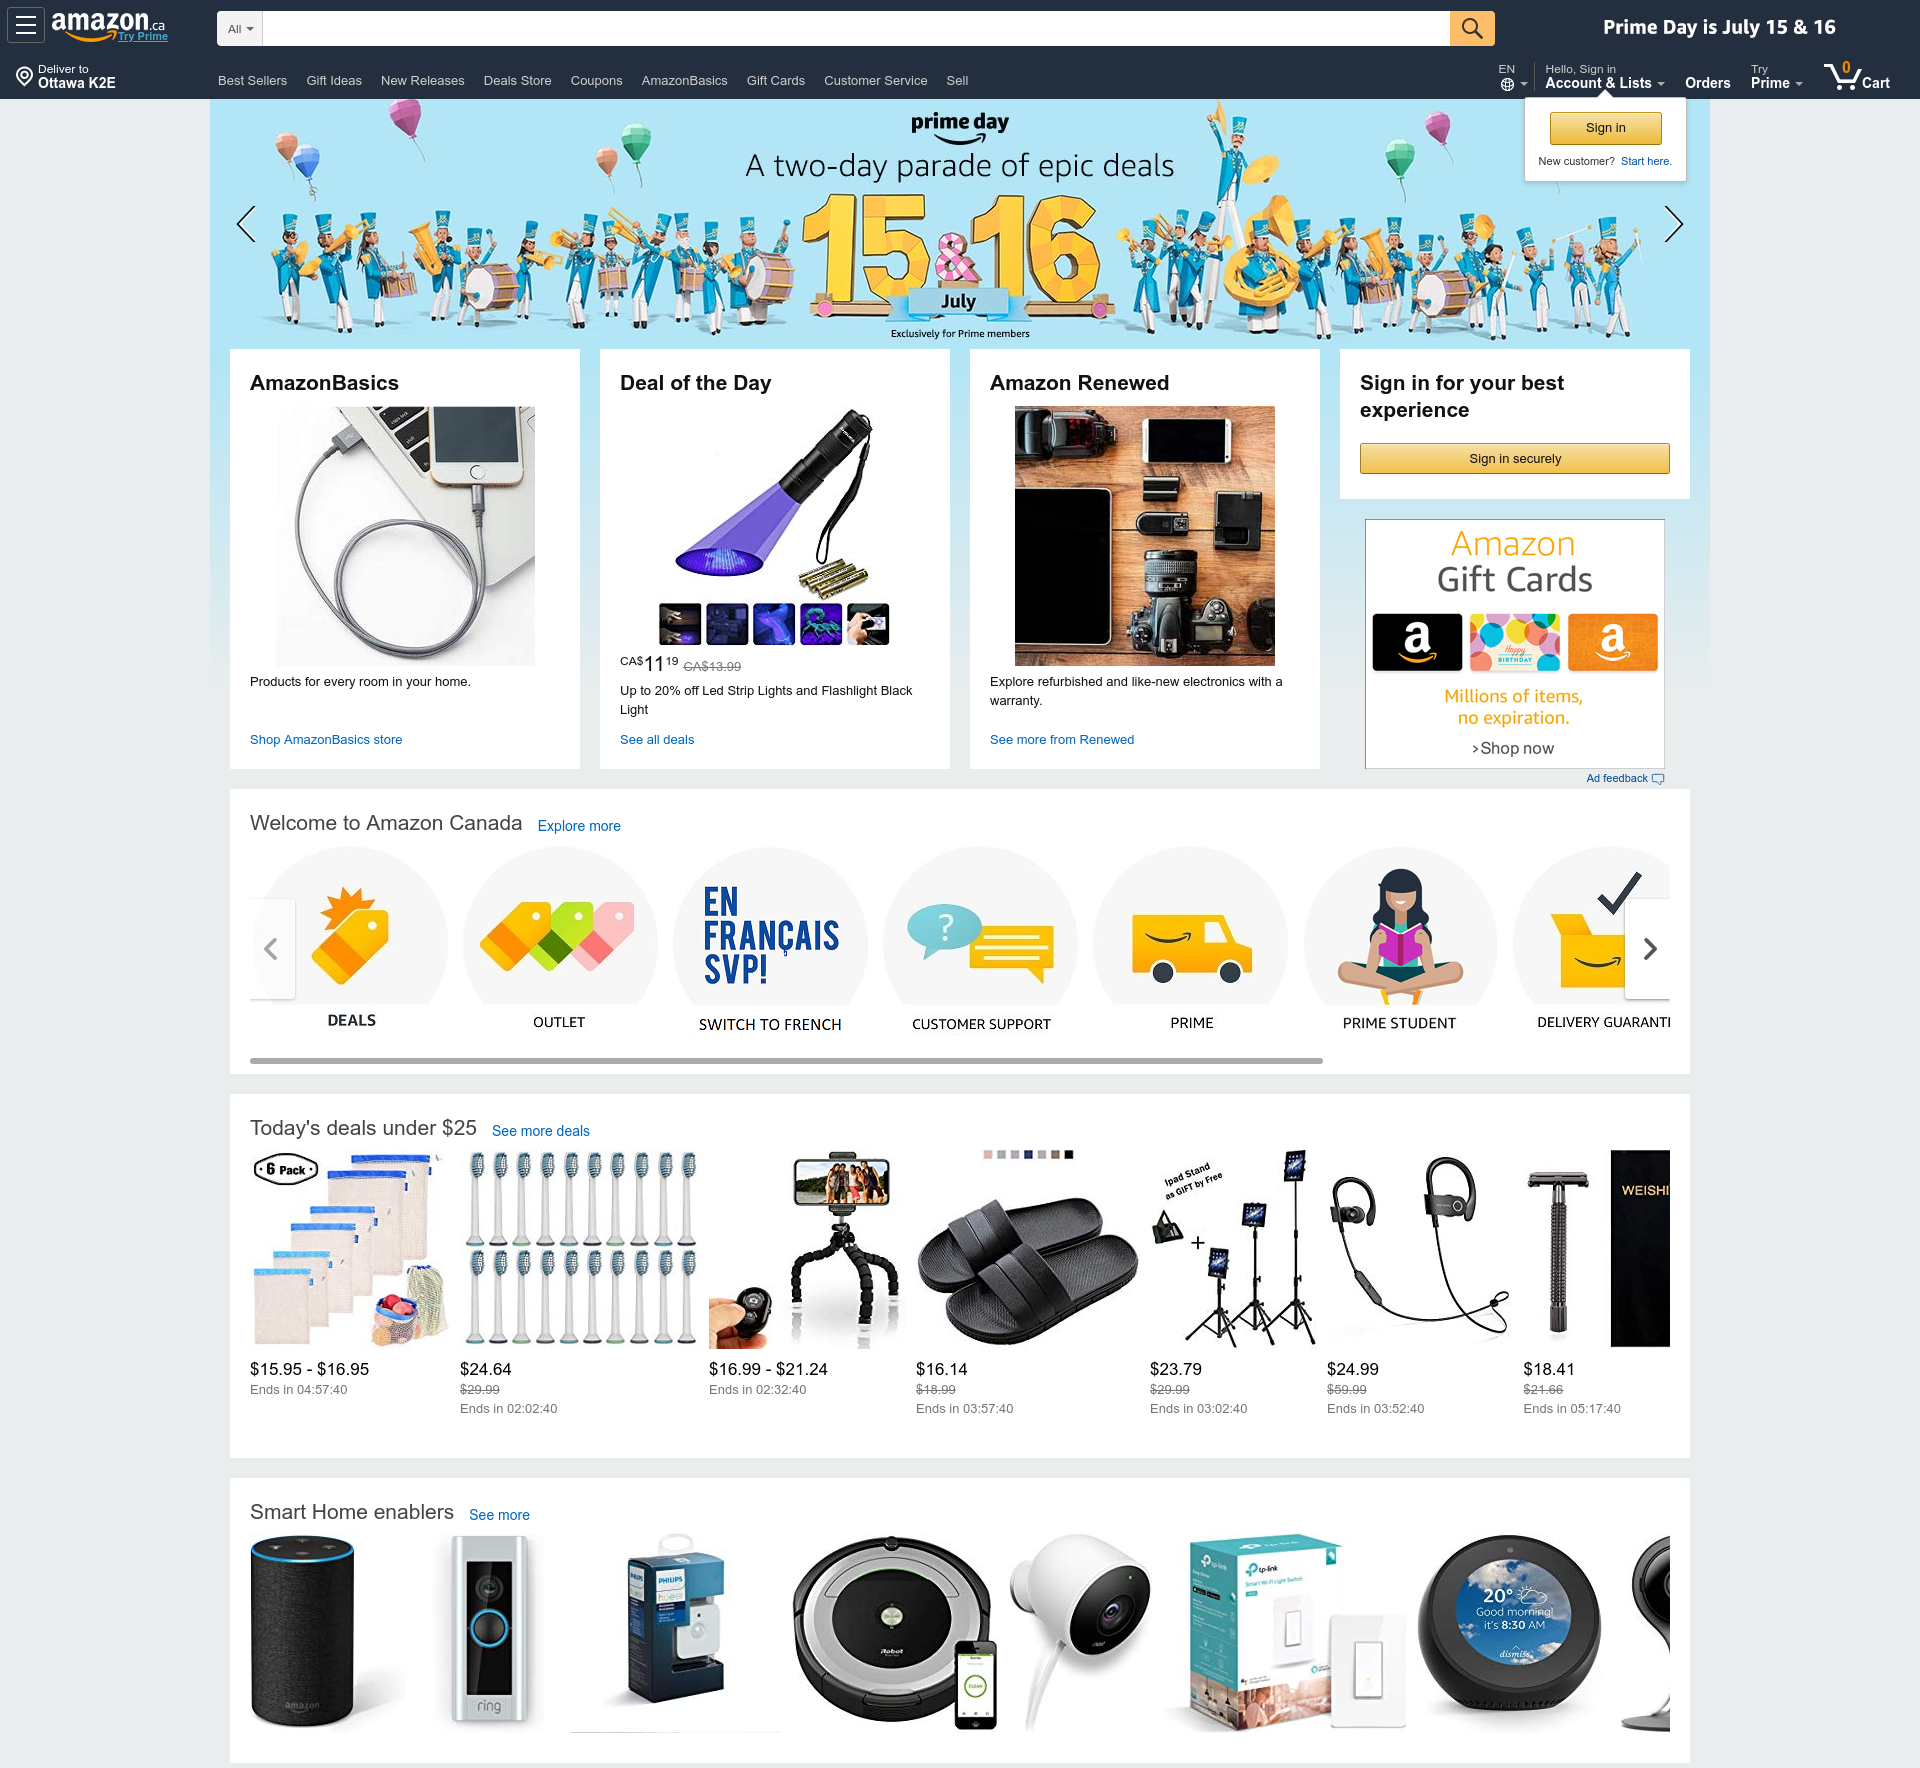 amazon.ca
Try Prime
All
Prime Day is July 15 & 16
Deliver to
Ottawa K2E
Best Sellers Gift Ideas New Releases Deals Store Coupons AmazonBasics Gift Cards Customer Service Sell
EN
Hello, Sign in
Account & Lists
Orders
Try
Prime
0
Cart
Sign in
New customer? Start here.
prime day
A two-day parade of epic deals
15 & 16
July
Exclusively for Prime members
AmazonBasics
Products for every room in your home.
Shop AmazonBasics store
Deal of the Day
CA$11 19 CA$13.99
Up to 20% off Led Strip Lights and Flashlight Black
Light
See all deals
Amazon Renewed
Explore refurbished and like-new electronics with a
warranty.
See more from Renewed
Sign in for your best
experience
Sign in securely
Amazon
Gift Cards
a
Happy
BIRTHDAY
a
Millions of items,
no expiration.
›Shop now
Ad feedback
Welcome to Amazon Canada Explore more
EN
FRANÇAIS
SVP!
?
DEALS
OUTLET
SWITCH TO FRENCH
CUSTOMER SUPPORT
PRIME
PRIME STUDENT
DELIVERY GUARANTI
Today's deals under $25 See more deals
6 Pack
Ipad Stand
as GIFT by Free
+
WEISHI
$15.95 - $16.95
Ends in 04:57:40
$24.64
$29.99
Ends in 02:02:40
$16.99 - $21.24
Ends in 02:32:40
$16.14
$18.99
Ends in 03:57:40
$23.79
$29.99
Ends in 03:02:40
$24.99
$59.99
Ends in 03:52:40
$18.41
$21.66
Ends in 05:17:40
Smart Home enablers See more
amazon
ring
PHILIPS
PHILIPS
hue
iRobot
CLEAN
tp-link
tp-link
Smart Wi-Fi Light Switch
20°
Good morning!
it's 8:30 AM
dismiss